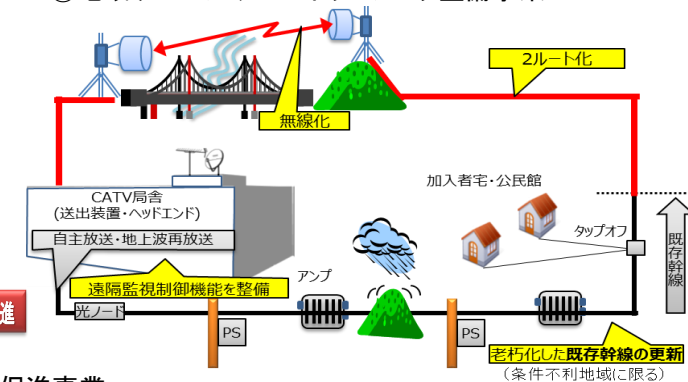 2ルート化
無線化
CATV局舎
(送出装置・ヘッドエンド)
自主放送・地上波再放送
遠隔監視制御機能を整備
加入者宅・公民館
タップオフ
既存幹線
アンプ
光ノード
進
PS
PS
老朽化した既存幹線の更新
(条件不利地域に限る)